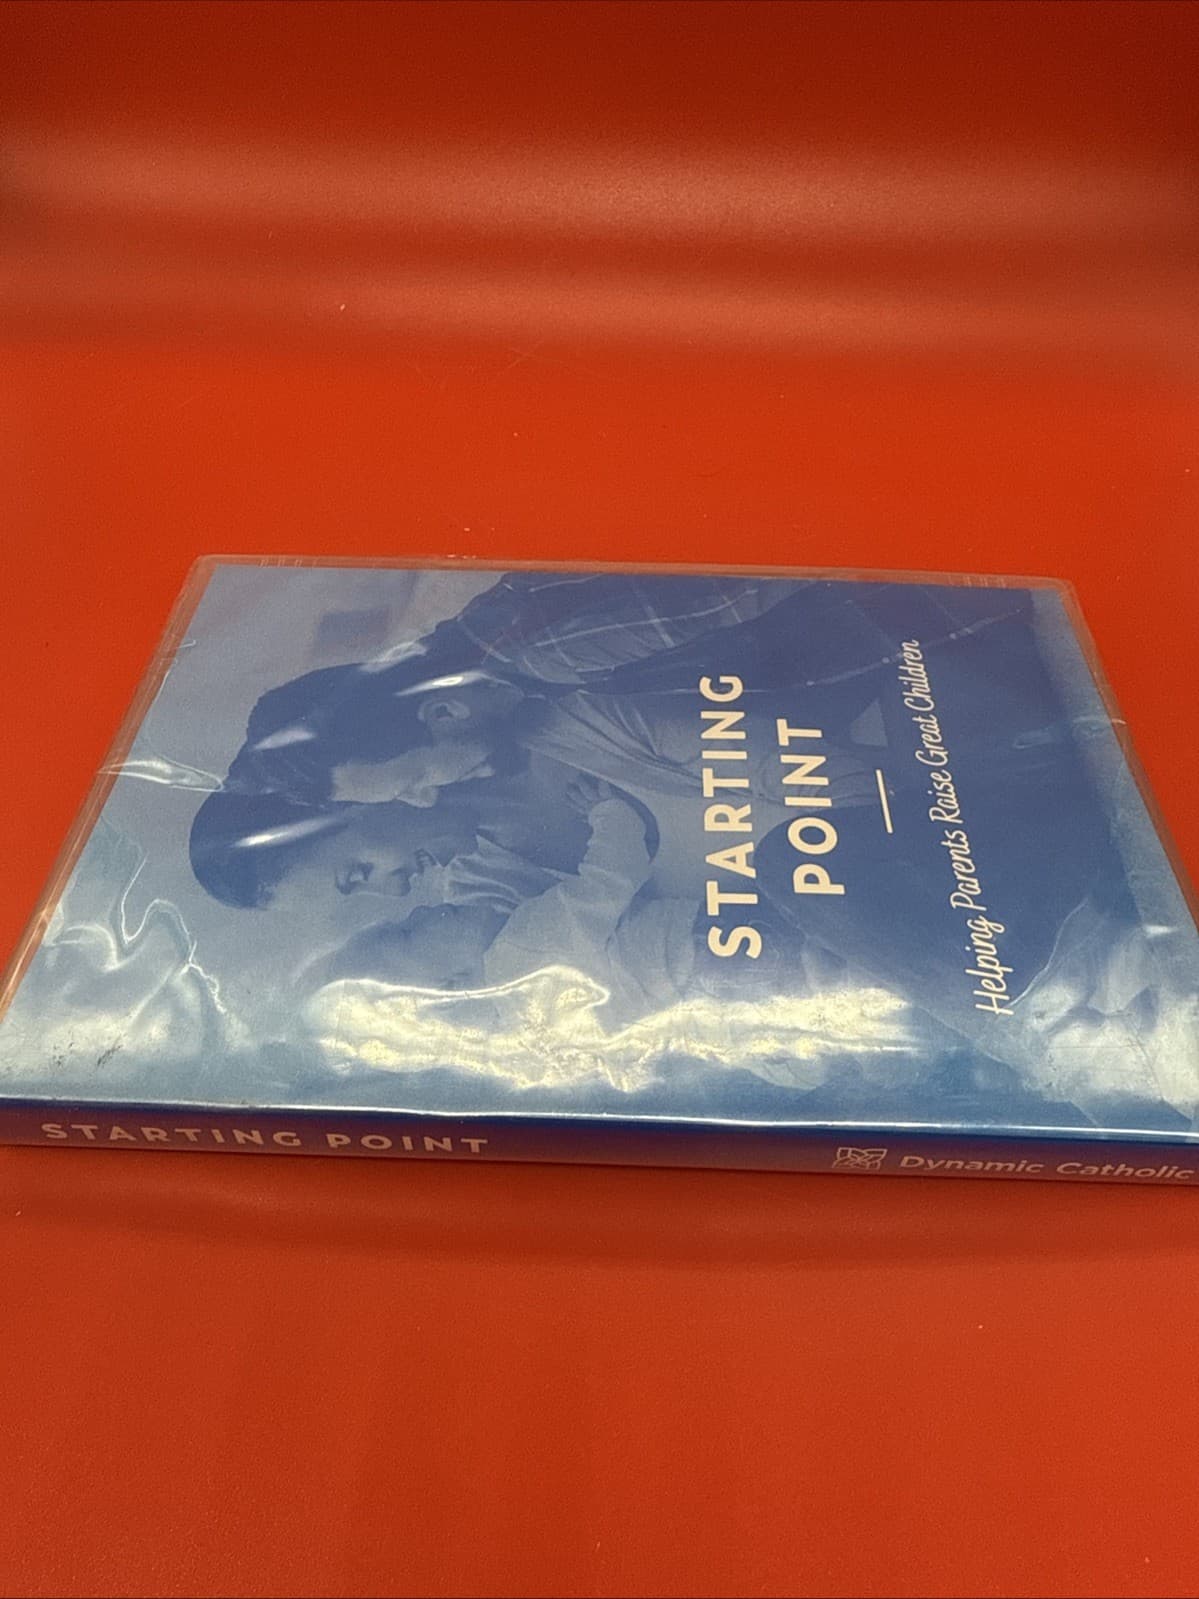 STARTING
POINT
Helping Parents Raise Great Children
STARTING POINT
Dynamic Catholic